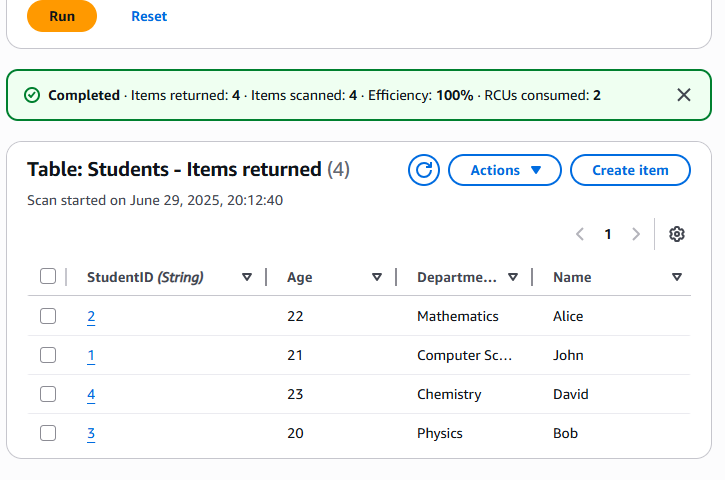 Run Reset
Completed · Items returned: 4 · Items scanned: 4 · Efficiency: 100% · RCUs consumed: 2
Table: Students - Items returned (4)
Actions
Create item
Scan started on June 29, 2025, 20:12:40
1
StudentID (String) Age Departme... Name
2 22 Mathematics Alice
1 21 Computer Sc... John
4 23 Chemistry David
3 20 Physics Bob